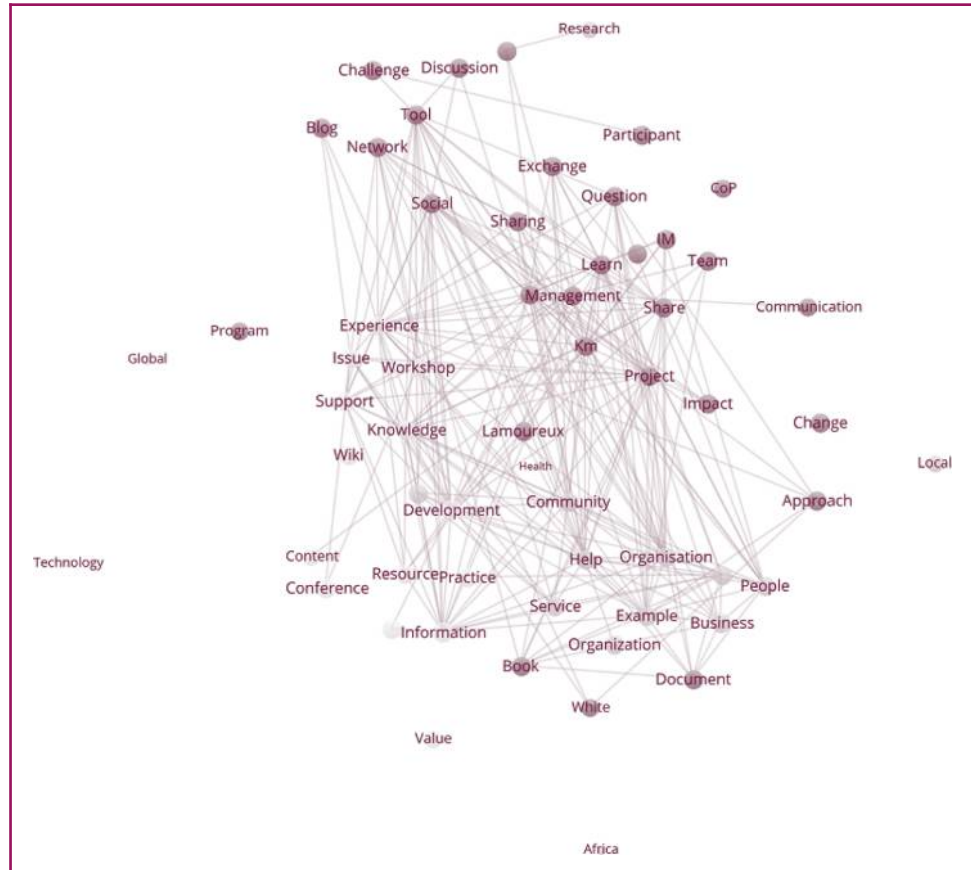 Research
Discussion
Challenge
Tool
Blog
Participant
Network
Exchange
CoP
Question
Social
Sharing
IM
Team
Learn
Management
Share
Communication
Experience
Program
Km
Global
Issue
Workshop
Project
Support
Impact
Change
Knowledge
Lamoureux
Wiki
Health
Local
Community
Approach
Development
Content
Organisation
Help
Technology
Resource
Practice
Conference
People
Service
Example
Business
Information
Organization
Book
Document
White
Value
Africa